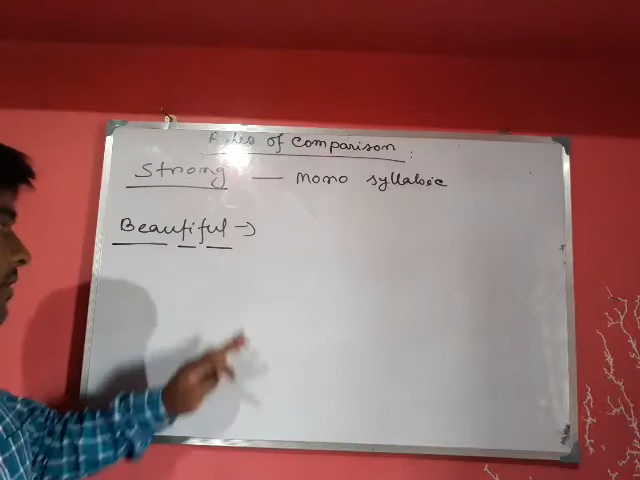 Rules of comparison :
Strong — Mono syllabic
Beautiful →